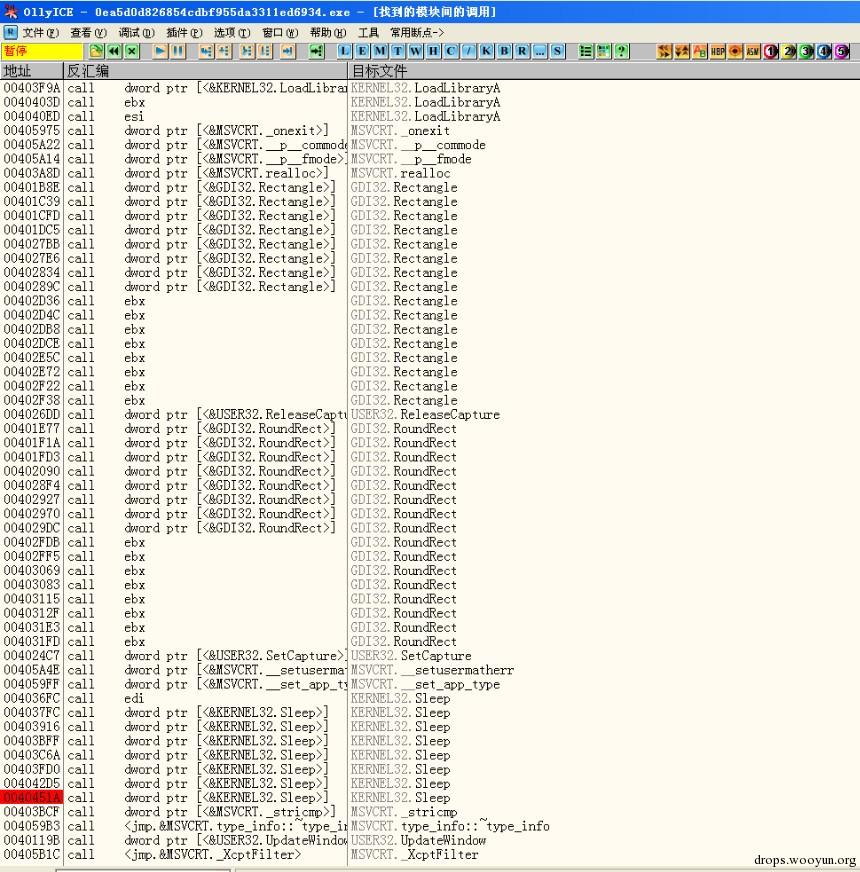 OllyICE - 0ea5d0d826854cdbf955da3311ed6934.exe - [找到的模块间的调用]
文件(F) 查看(V) 调试(D) 插件(P) 选项(T) 窗口(W) 帮助(H) 工具 常用断点->
暂停 L E M T W H C / K B R ... S ? HBP ASM 1 2 3 4 5
地址 反汇编 目标文件
00403F9A call dword ptr [<&KERNEL32.LoadLibrar KERNEL32.LoadLibraryA
0040403D call ebx KERNEL32.LoadLibraryA
004040ED call esi KERNEL32.LoadLibraryA
00405975 call dword ptr [<&MSVCRT._onexit>] MSVCRT._onexit
00405A22 call dword ptr [<&MSVCRT.__p__commode MSVCRT.__p__commode
00405A14 call dword ptr [<&MSVCRT.__p__fmode>] MSVCRT.__p__fmode
00403A8D call dword ptr [<&MSVCRT.realloc>] MSVCRT.realloc
00401B8E call dword ptr [<&GDI32.Rectangle>] GDI32.Rectangle
00401C39 call dword ptr [<&GDI32.Rectangle>] GDI32.Rectangle
00401CFD call dword ptr [<&GDI32.Rectangle>] GDI32.Rectangle
00401DC5 call dword ptr [<&GDI32.Rectangle>] GDI32.Rectangle
004027BB call dword ptr [<&GDI32.Rectangle>] GDI32.Rectangle
004027E6 call dword ptr [<&GDI32.Rectangle>] GDI32.Rectangle
00402834 call dword ptr [<&GDI32.Rectangle>] GDI32.Rectangle
0040289C call dword ptr [<&GDI32.Rectangle>] GDI32.Rectangle
00402D36 call ebx GDI32.Rectangle
00402D4C call ebx GDI32.Rectangle
00402DB8 call ebx GDI32.Rectangle
00402DCE call ebx GDI32.Rectangle
00402E5C call ebx GDI32.Rectangle
00402E72 call ebx GDI32.Rectangle
00402F22 call ebx GDI32.Rectangle
00402F38 call ebx GDI32.Rectangle
004026DD call dword ptr [<&USER32.ReleaseCaptu USER32.ReleaseCapture
00401E77 call dword ptr [<&GDI32.RoundRect>] GDI32.RoundRect
00401F1A call dword ptr [<&GDI32.RoundRect>] GDI32.RoundRect
00401FD3 call dword ptr [<&GDI32.RoundRect>] GDI32.RoundRect
00402090 call dword ptr [<&GDI32.RoundRect>] GDI32.RoundRect
004028F4 call dword ptr [<&GDI32.RoundRect>] GDI32.RoundRect
00402927 call dword ptr [<&GDI32.RoundRect>] GDI32.RoundRect
00402970 call dword ptr [<&GDI32.RoundRect>] GDI32.RoundRect
004029DC call dword ptr [<&GDI32.RoundRect>] GDI32.RoundRect
00402FDB call ebx GDI32.RoundRect
00402FF5 call ebx GDI32.RoundRect
00403069 call ebx GDI32.RoundRect
00403083 call ebx GDI32.RoundRect
00403115 call ebx GDI32.RoundRect
0040312F call ebx GDI32.RoundRect
004031E3 call ebx GDI32.RoundRect
004031FD call ebx GDI32.RoundRect
004024C7 call dword ptr [<&USER32.SetCapture>] USER32.SetCapture
00405A4E call dword ptr [<&MSVCRT.__setusermat MSVCRT.__setusermatherr
004059FF call dword ptr [<&MSVCRT.__set_app_ty MSVCRT.__set_app_type
004036FC call edi KERNEL32.Sleep
004037FC call dword ptr [<&KERNEL32.Sleep>] KERNEL32.Sleep
00403916 call dword ptr [<&KERNEL32.Sleep>] KERNEL32.Sleep
00403BFF call dword ptr [<&KERNEL32.Sleep>] KERNEL32.Sleep
00403C6A call dword ptr [<&KERNEL32.Sleep>] KERNEL32.Sleep
00403FD0 call dword ptr [<&KERNEL32.Sleep>] KERNEL32.Sleep
004042D5 call dword ptr [<&KERNEL32.Sleep>] KERNEL32.Sleep
0040451A call dword ptr [<&KERNEL32.Sleep>] KERNEL32.Sleep
00403BCF call dword ptr [<&MSVCRT._stricmp>] MSVCRT._stricmp
004059B3 call <jmp.&MSVCRT.type_info::~type_in MSVCRT.type_info::~type_info
0040119B call dword ptr [<&USER32.UpdateWindow USER32.UpdateWindow
00405B1C call <jmp.&MSVCRT._XcptFilter> MSVCRT._XcptFilter
drops.wooyun.org